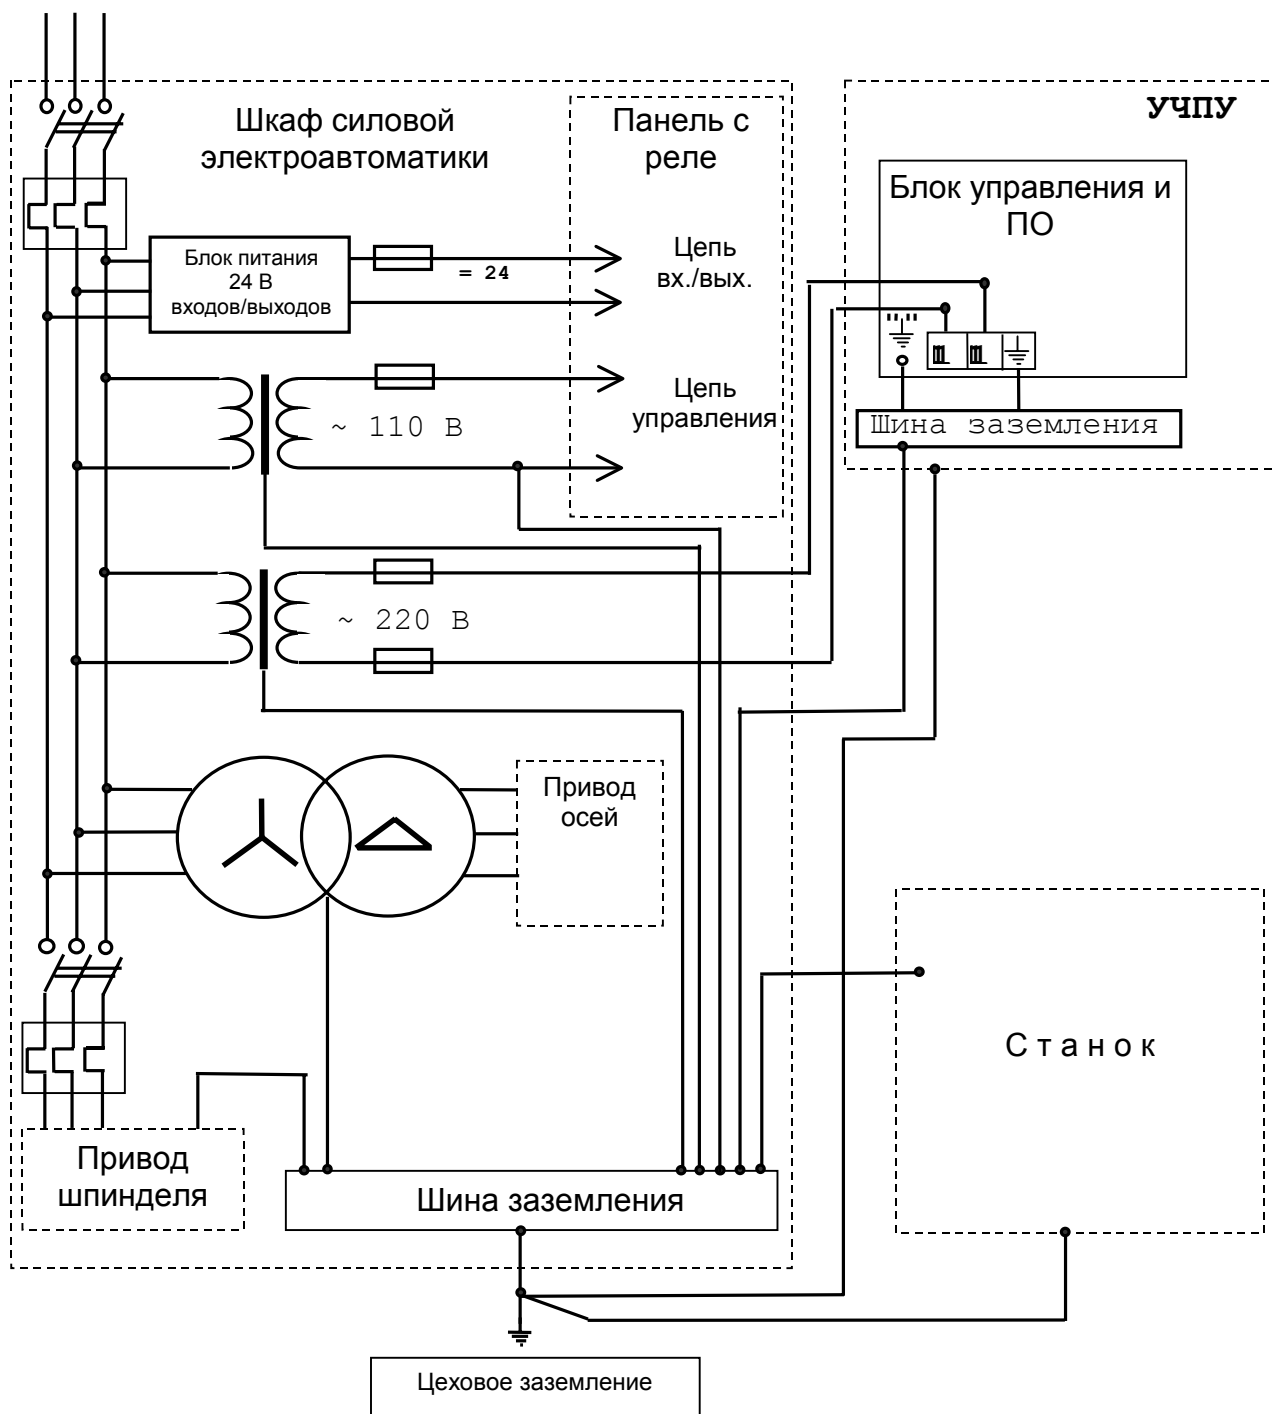 Шкаф силовой
электроавтоматики
Панель с
реле
УЧПУ
Блок управления и
ПО
Блок питания
24 В
входов/выходов
= 24
Цепь
вх./вых.
~ 110 В
Цепь
управления
Шина заземления
~ 220 В
Привод
осей
Станок
Привод
шпинделя
Шина заземления
Цеховое заземление